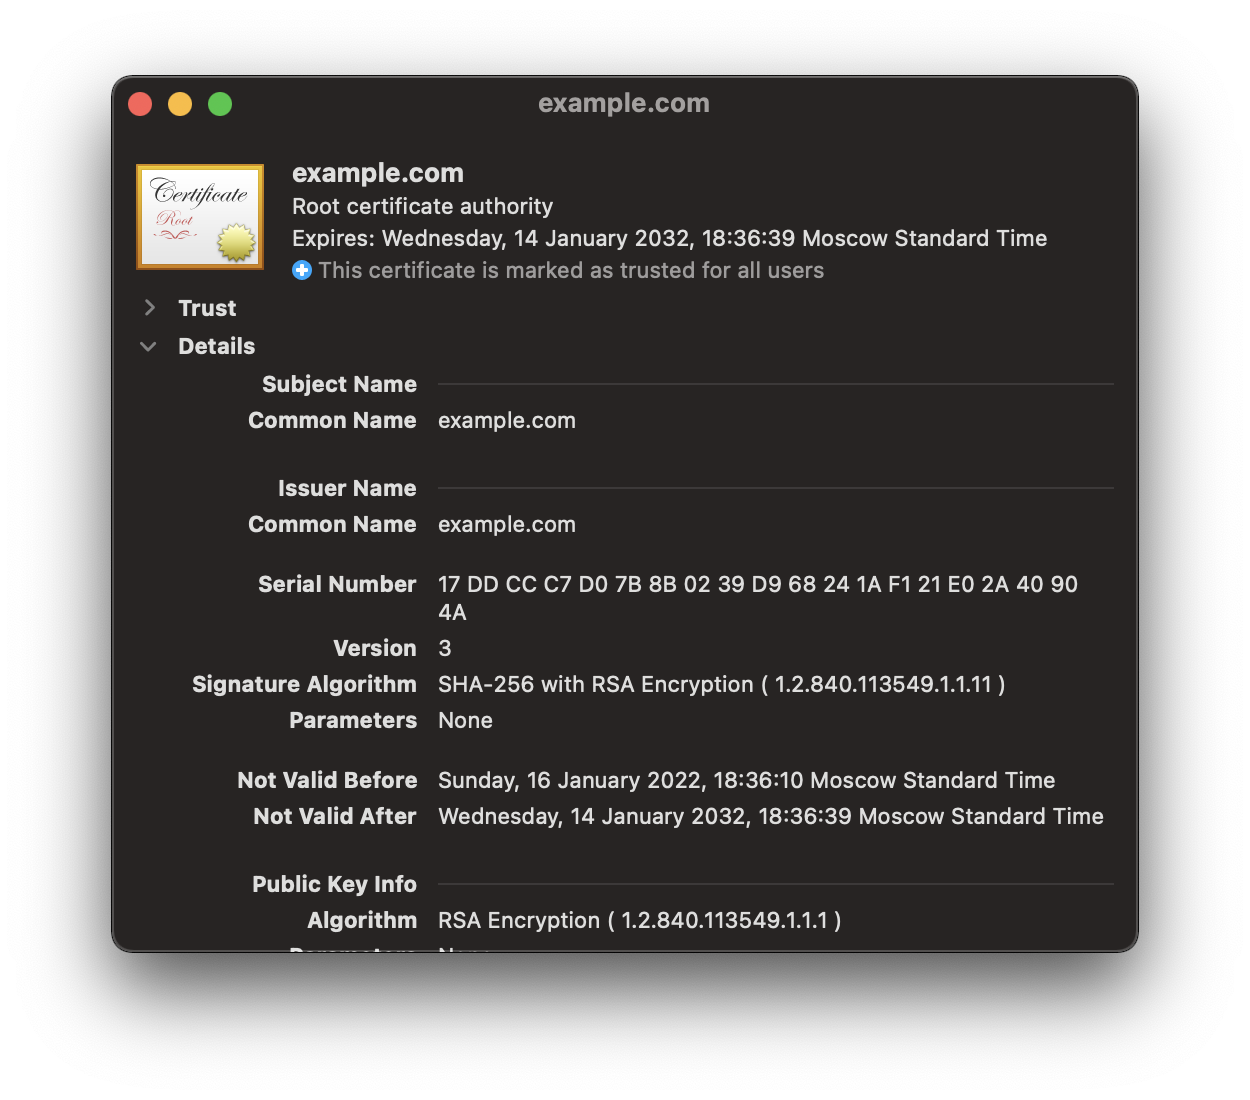 example.com
Certificate
Root
example.com
Root certificate authority
Expires: Wednesday, 14 January 2032, 18:36:39 Moscow Standard Time
This certificate is marked as trusted for all users
Trust
Details
Subject Name
Common Name example.com
Issuer Name
Common Name example.com
Serial Number 17 DD CC C7 D0 7B 8B 02 39 D9 68 24 1A F1 21 E0 2A 40 90
4A
Version 3
Signature Algorithm SHA-256 with RSA Encryption ( 1.2.840.113549.1.1.11 )
Parameters None
Not Valid Before Sunday, 16 January 2022, 18:36:10 Moscow Standard Time
Not Valid After Wednesday, 14 January 2032, 18:36:39 Moscow Standard Time
Public Key Info
Algorithm RSA Encryption ( 1.2.840.113549.1.1.1 )